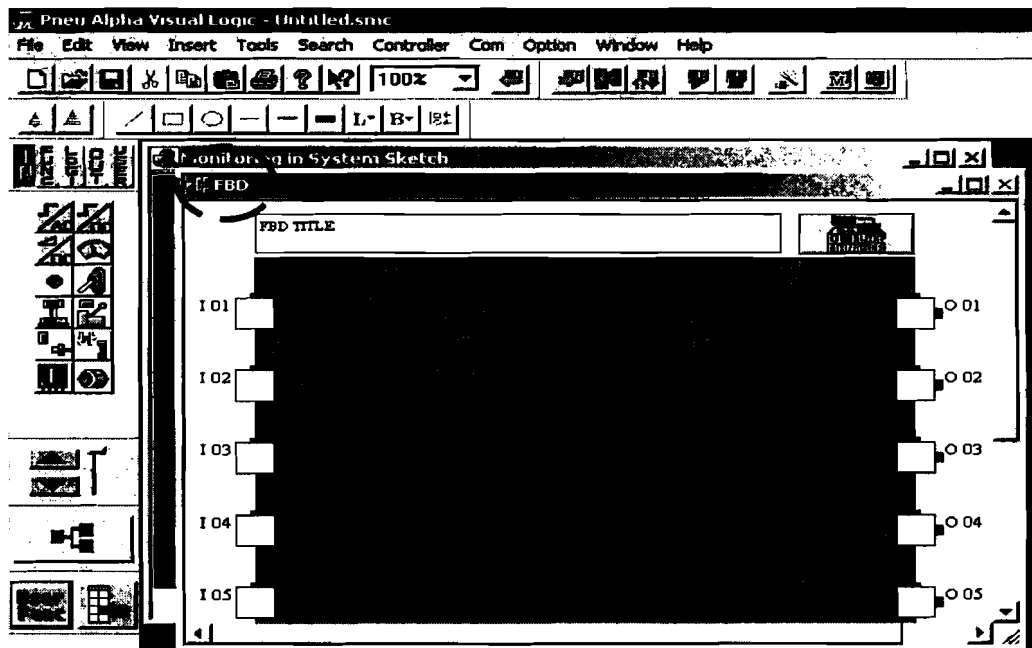 Pneu Alpha Visual Logic - Untitled.smc
File Edit View Insert Tools Search Controller Com Option Window Help
100%
L B
Monitoring in System Sketch
FBD
FBD TITLE
I 01 O 01
I 02 O 02
I 03 O 03
I 04 O 04
I 05 O 05